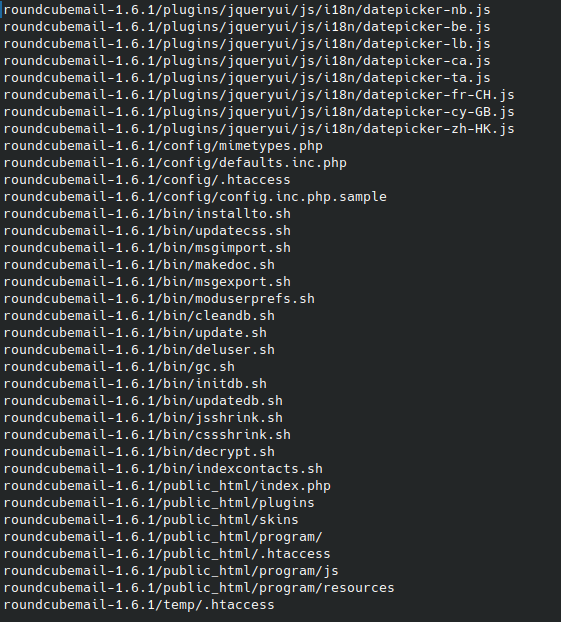 roundcubemail-1.6.1/plugins/jqueryui/js/i18n/datepicker-nb.js
roundcubemail-1.6.1/plugins/jqueryui/js/i18n/datepicker-be.js
roundcubemail-1.6.1/plugins/jqueryui/js/i18n/datepicker-lb.js
roundcubemail-1.6.1/plugins/jqueryui/js/i18n/datepicker-ca.js
roundcubemail-1.6.1/plugins/jqueryui/js/i18n/datepicker-ta.js
roundcubemail-1.6.1/plugins/jqueryui/js/i18n/datepicker-fr-CH.js
roundcubemail-1.6.1/plugins/jqueryui/js/i18n/datepicker-cy-GB.js
roundcubemail-1.6.1/plugins/jqueryui/js/i18n/datepicker-zh-HK.js
roundcubemail-1.6.1/config/mimetypes.php
roundcubemail-1.6.1/config/defaults.inc.php
roundcubemail-1.6.1/config/.htaccess
roundcubemail-1.6.1/config/config.inc.php.sample
roundcubemail-1.6.1/bin/installto.sh
roundcubemail-1.6.1/bin/updatecss.sh
roundcubemail-1.6.1/bin/msgimport.sh
roundcubemail-1.6.1/bin/makedoc.sh
roundcubemail-1.6.1/bin/msgexport.sh
roundcubemail-1.6.1/bin/moduserprefs.sh
roundcubemail-1.6.1/bin/cleandb.sh
roundcubemail-1.6.1/bin/update.sh
roundcubemail-1.6.1/bin/deluser.sh
roundcubemail-1.6.1/bin/gc.sh
roundcubemail-1.6.1/bin/initdb.sh
roundcubemail-1.6.1/bin/updatedb.sh
roundcubemail-1.6.1/bin/jsshrink.sh
roundcubemail-1.6.1/bin/cssshrink.sh
roundcubemail-1.6.1/bin/decrypt.sh
roundcubemail-1.6.1/bin/indexcontacts.sh
roundcubemail-1.6.1/public_html/index.php
roundcubemail-1.6.1/public_html/plugins
roundcubemail-1.6.1/public_html/skins
roundcubemail-1.6.1/public_html/program/
roundcubemail-1.6.1/public_html/.htaccess
roundcubemail-1.6.1/public_html/program/js
roundcubemail-1.6.1/public_html/program/resources
roundcubemail-1.6.1/temp/.htaccess